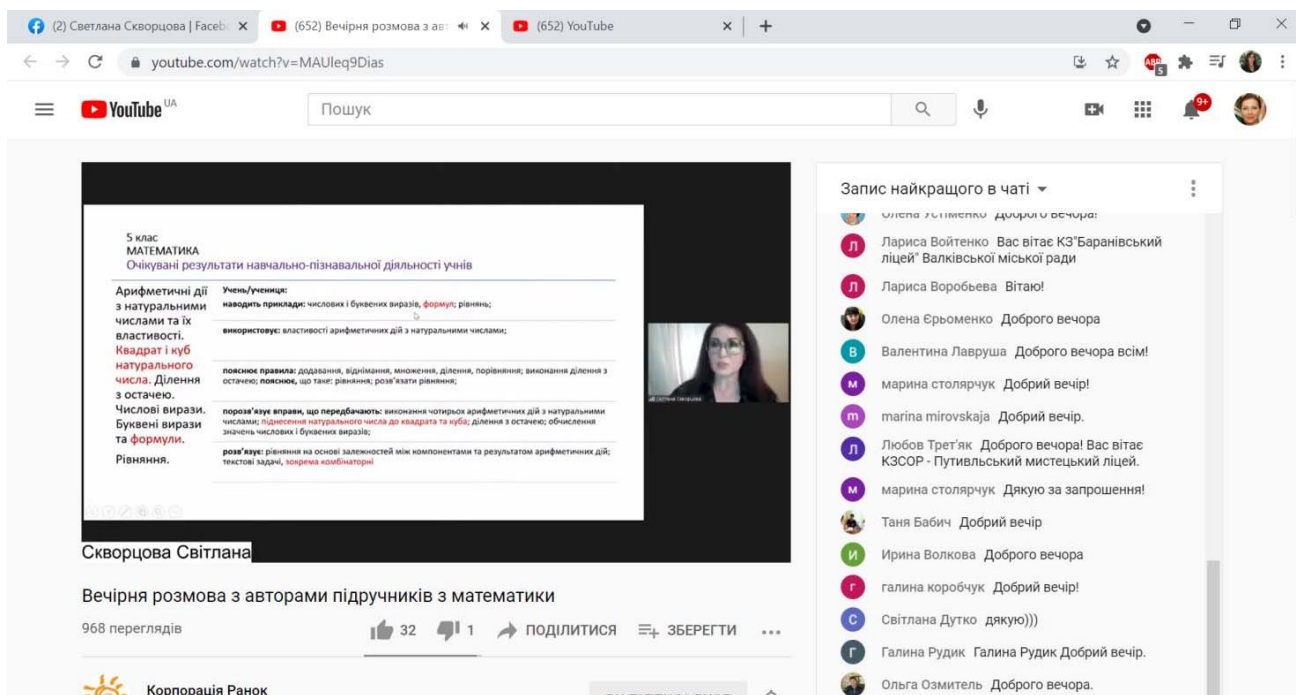 (2) Светлана Скворцова | Facebo
(652) Вечірня розмова з авт
(652) YouTube
youtube.com/watch?v=MAUleq9Dias
ABP
5
YouTube UA
Пошук
9+
5 клас
МАТЕМАТИКА
Очікувані результати навчально-пізнавальної діяльності учнів
Арифметичні дії
з натуральними
числами та їх
властивості.
Квадрат і куб
натурального
числа. Ділення
з остачею.
Числові вирази.
Буквені вирази
та формули.
Рівняння.
Учень/учениця:
наводить приклади: числових і буквених виразів, формул; рівнянь;
використовує: властивості арифметичних дій з натуральними числами;
пояснює правила: додавання, віднімання, множення, ділення, порівняння; виконання ділення з
остачею; пояснює, що таке: рівняння; розв'язати рівняння;
порозв'язує вправи, що передбачають: виконання чотирьох арифметичних дій з натуральними
числами; піднесення натурального числа до квадрата та куба; ділення з остачею; обчислення
значень числових і буквених виразів;
розв'язує: рівняння на основі залежностей між компонентами та результатом арифметичних дій;
текстові задачі, зокрема комбінаторні
Скворцова Світлана
Вечірня розмова з авторами підручників з математики
968 переглядів
32
1
ПОДІЛИТИСЯ
ЗБЕРЕГТИ
Корпорація Ранок
Запис найкращого в чаті
Олена Устіменко Доброго вечора!
Лариса Войтенко Вас вітає КЗ"Баранівський
ліцей" Валківської міської ради
Лариса Воробьева Вітаю!
Олена Єрьоменко Доброго вечора
Валентина Лавруша Доброго вечора всім!
марина столярчук Добрий вечір!
marina mirovskaja Добрий вечір.
Любов Трет'як Доброго вечора! Вас вітає
КЗСОР - Путивльський мистецький ліцей.
марина столярчук Дякую за запрошення!
Таня Бабич Добрий вечір
Ирина Волкова Доброго вечора
галина коробчук Добрий вечір!
Світлана Дутко дякую)))
Галина Рудик Галина Рудик Добрий вечір.
Ольга Озмитель Доброго вечора.